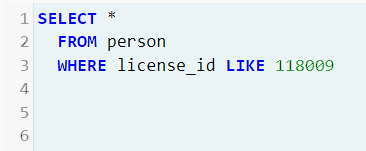 1 SELECT *
2 FROM person
3 WHERE license_id LIKE 118009
4
5
6